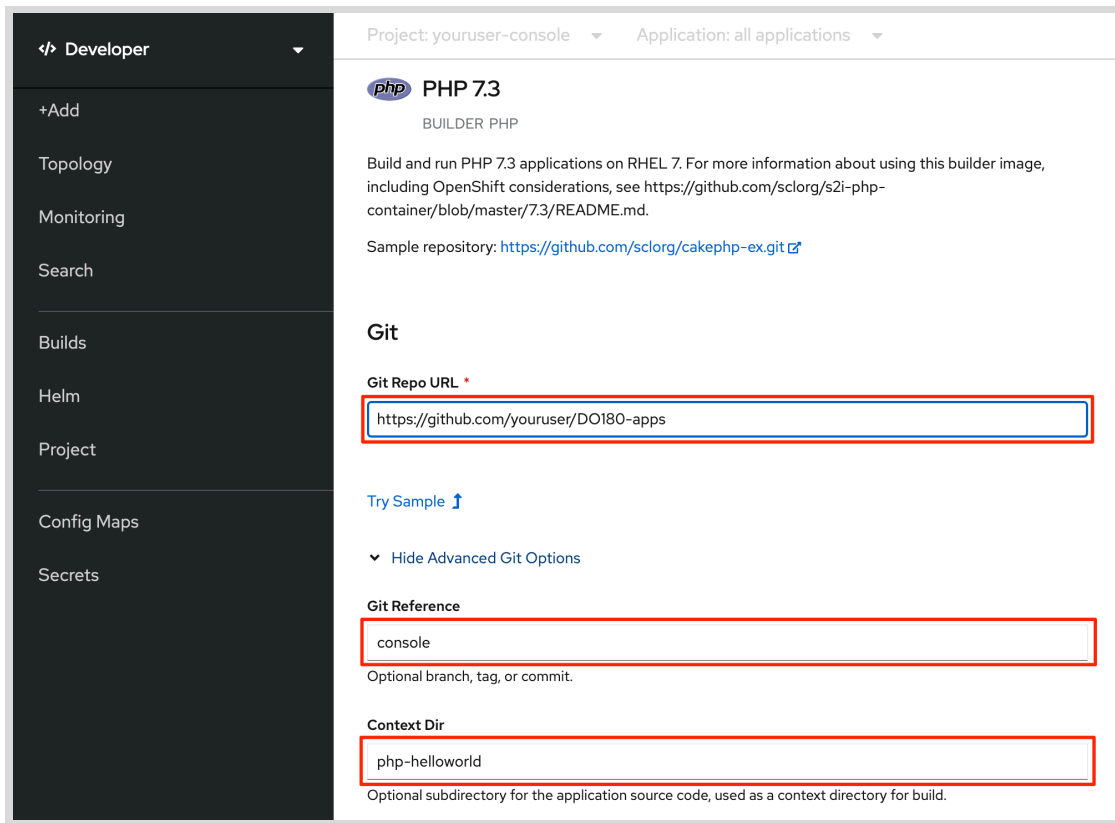 </> Developer
+Add
Topology
Monitoring
Search
Builds
Helm
Project
Config Maps
Secrets
Project: youruser-console Application: all applications
php PHP 7.3
BUILDER PHP
Build and run PHP 7.3 applications on RHEL 7. For more information about using this builder image,
including OpenShift considerations, see https://github.com/sclorg/s2i-php-
container/blob/master/7.3/README.md.
Sample repository: https://github.com/sclorg/cakephp-ex.git
Git
Git Repo URL *
https://github.com/youruser/DO180-apps
Try Sample
Hide Advanced Git Options
Git Reference
console
Optional branch, tag, or commit.
Context Dir
php-helloworld
Optional subdirectory for the application source code, used as a context directory for build.